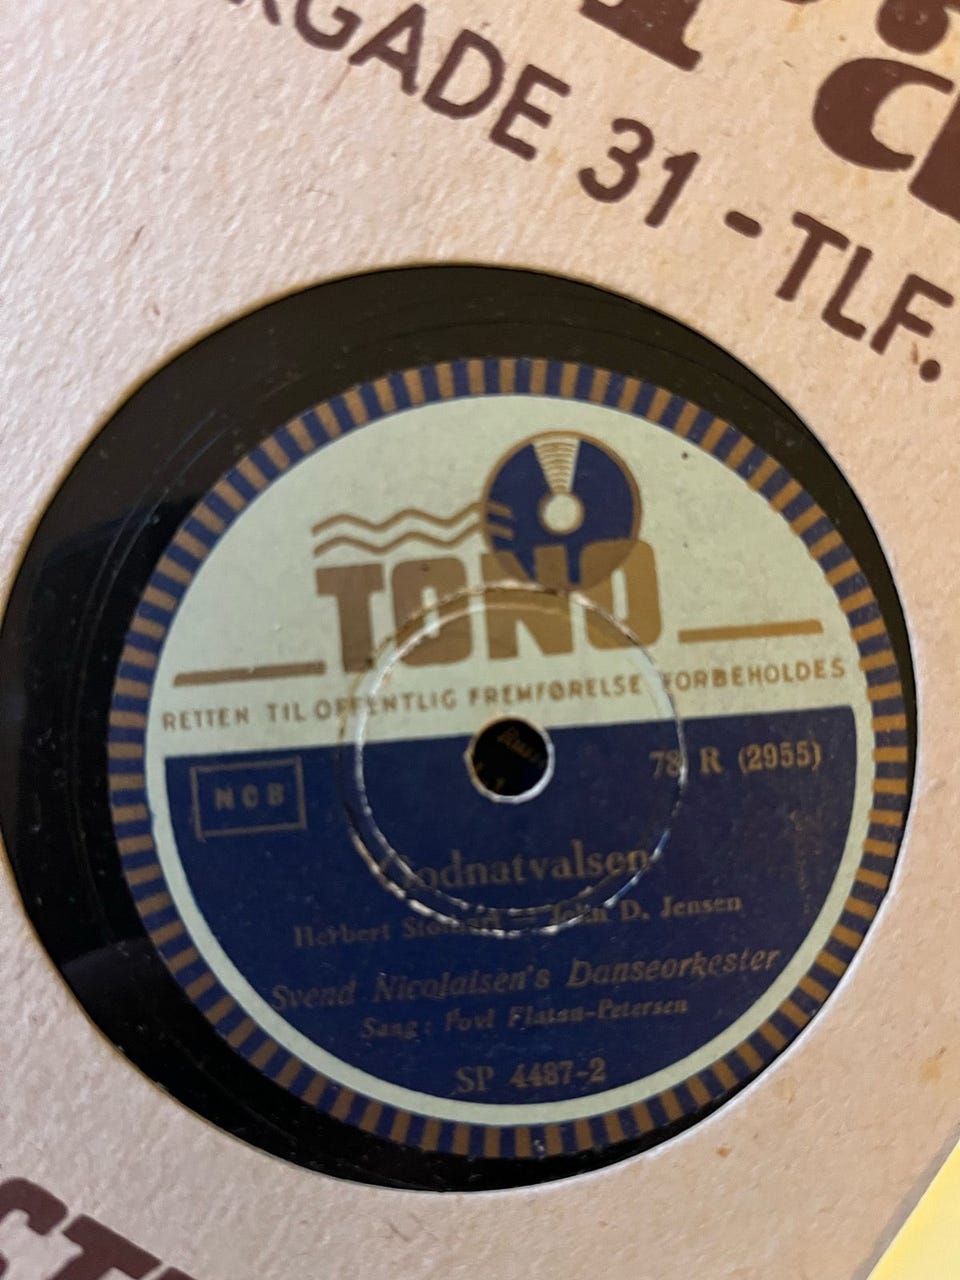 RGADE 31 - TLF.
TONO
RETTEN TIL OFFENTLIG FREMFØRELSE FORBEHOLDES
NCB
78 R (2955)
Godnatvalsen
Herbert Stothart — John D. Jensen
Svend Nicolaisen's Danseorkester
Sang: Povl Flatau-Petersen
SP 4487-2